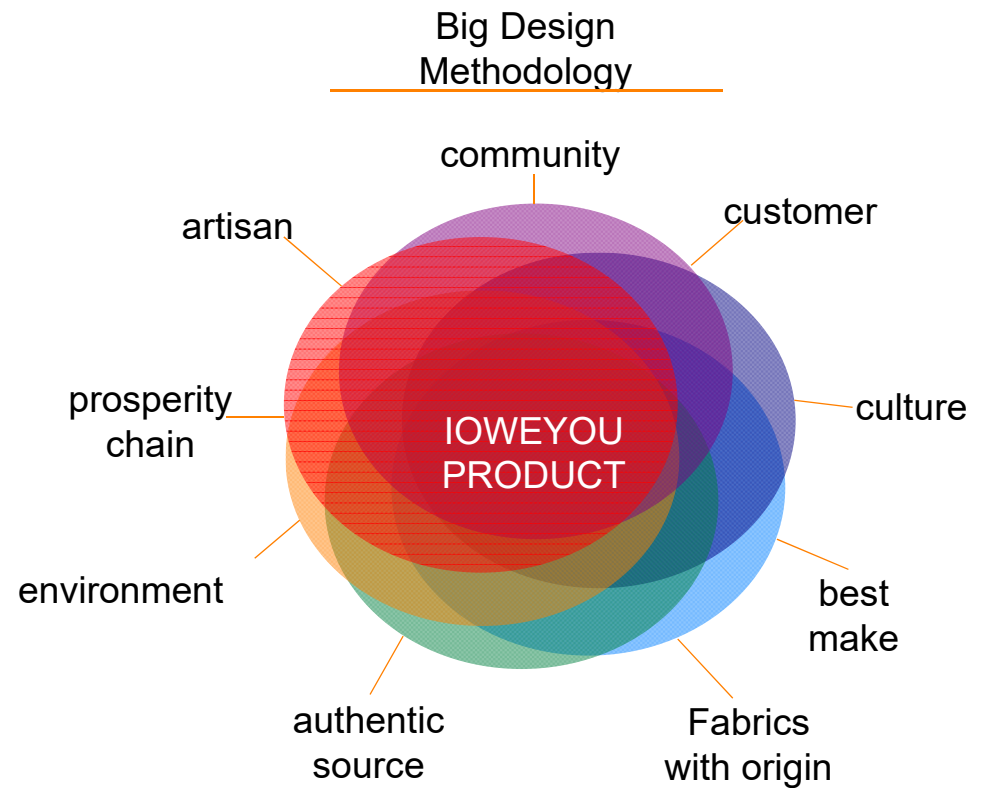 Big Design
Methodology
community
customer
artisan
prosperity
chain
culture
IOWEYOU
PRODUCT
environment
best
make
authentic
source
Fabrics
with origin